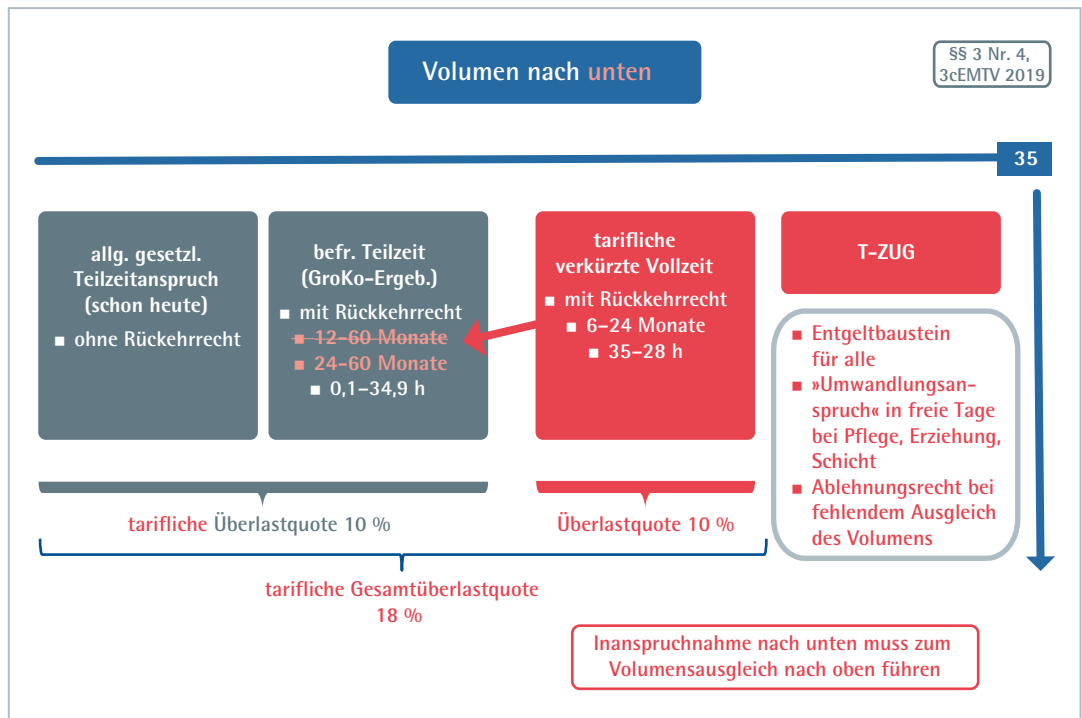 Volumen nach unten
§§ 3 Nr. 4,
3cEMTV 2019
35
allg. gesetzl.
Teilzeitanspruch
(schon heute)
■ ohne Rükehrrecht
befr. Teilzeit
(GroKo-Ergeb.)
■ mit Rückkehrrecht
■ 12–60 Monate
■ 24-60 Monate
■ 0,1–34,9 h
tarifliche
verkürzte Vollzeit
■ mit Rückkehrrecht
■ 6–24 Monate
■ 35–28 h
T-ZUG
■ Entgeltbaustein
für alle
■ »Umwandlungsan-
spruch« in freie Tage
bei Pflege, Erziehung,
Schicht
■ Ablehnungsrecht bei
fehlendem Ausgleich
des Volumens
tarifliche Überlastquote 10 %
Überlastquote 10 %
tarifliche Gesamtüberlastquote
18 %
Inanspruchnahme nach unten muss zum
Volumensausgleich nach oben führen